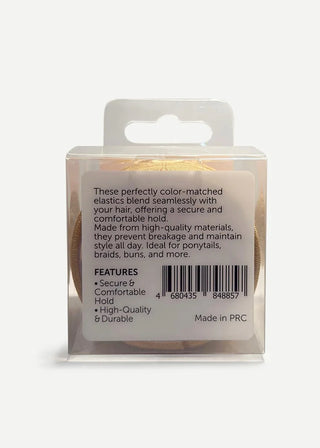 These perfectly color-matched
elastics blend seamlessly with
your hair, offering a secure and
comfortable hold.
Made from high-quality materials,
they prevent breakage and maintain
style all day. Ideal for ponytails,
braids, buns, and more.
FEATURES
• Secure &
Comfortable
Hold
• High-Quality
& Durable
4 680435 848857
Made in PRC